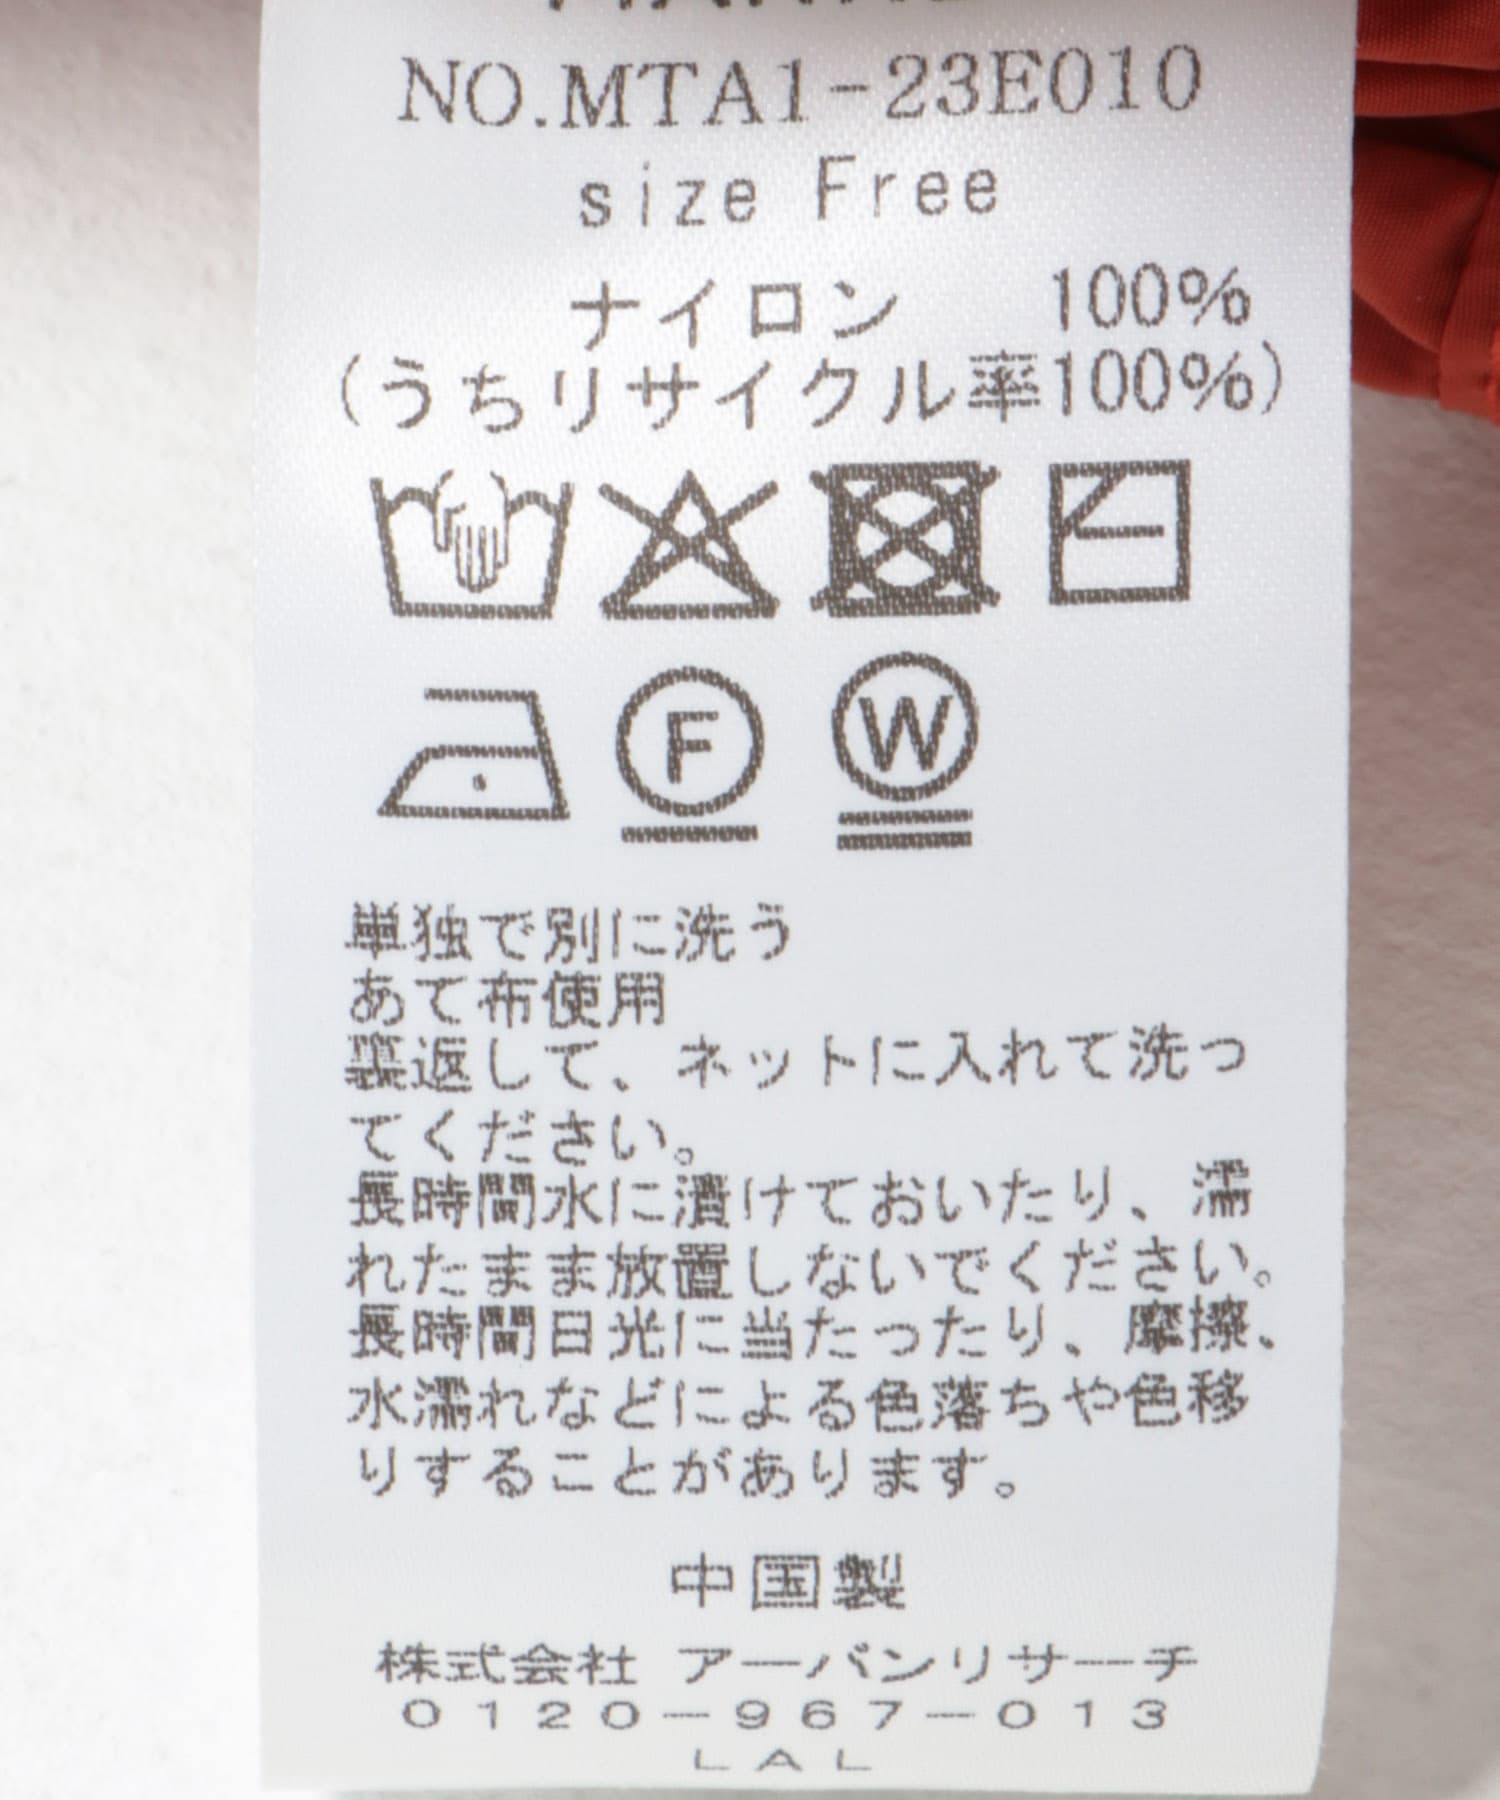 NO.MTA1-23E010
size Free
ナイロン 100%
(うちリサイクル率100%)
F W
単独で別に洗う
あて布使用
裏返して、ネットに入れて洗っ
てください。
長時間水に漬けておいたり、濡
れたまま放置しないでください。
長時間日光に当たったり、摩擦、
水濡れなどによる色落ちや色移
りすることがあります。
中国製
株式会社 アーバンリサーチ
0120-967-013
LAL